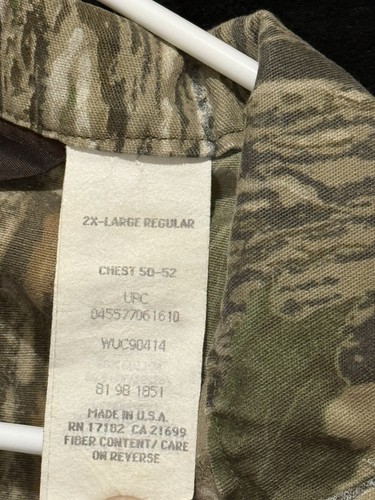 2X-LARGE REGULAR
CHEST 50-52
UPC
045577061610
WUC90414
81 98 1851
MADE IN U.S.A.
RN 17182 CA 21699
FIBER CONTENT/ CARE
ON REVERSE